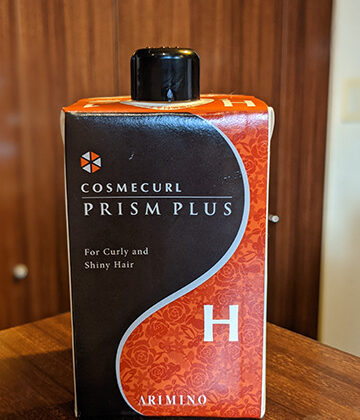 H
COSMECURL
PRISM PLUS
For Curly and
Shiny Hair
H
ARIMINO